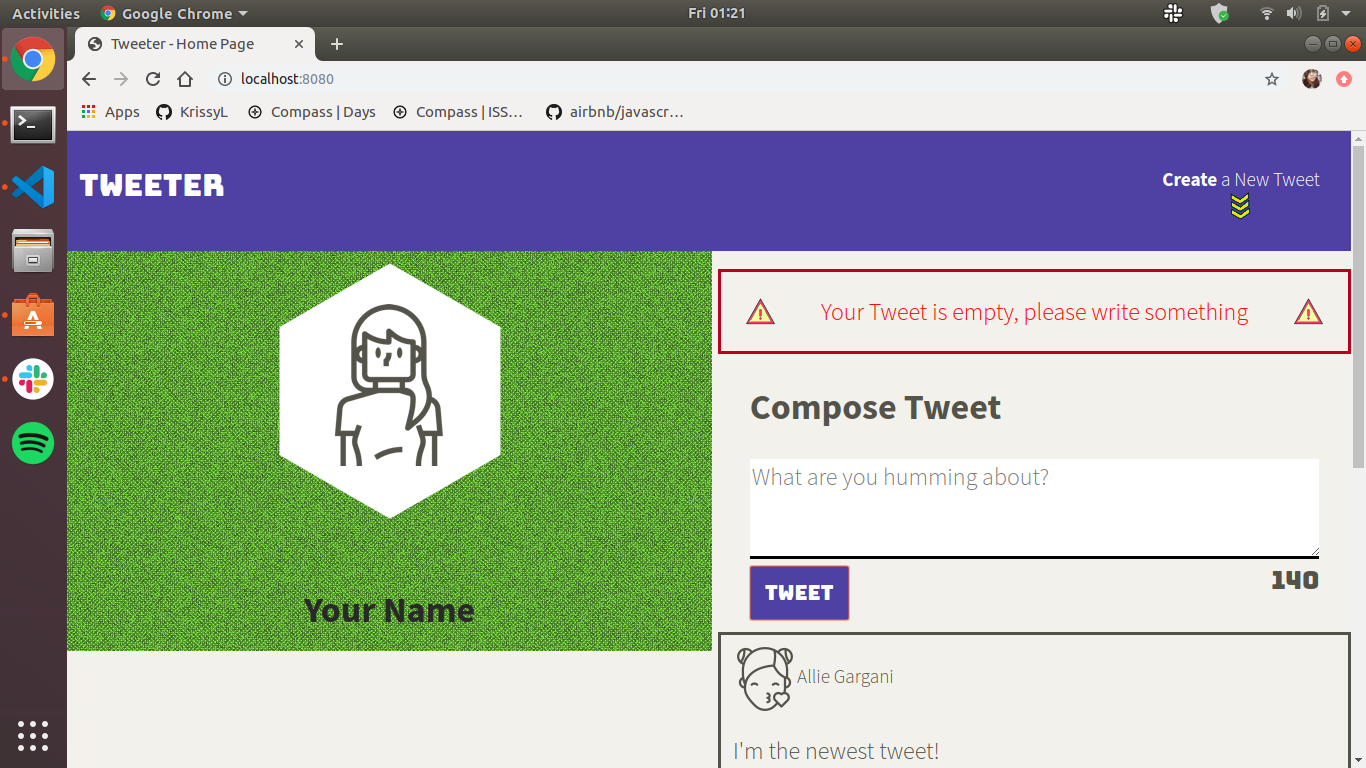 Activities Google Chrome Fri 01:21
Tweeter - Home Page
localhost:8080
Apps KrissyL Compass | Days Compass | ISS... airbnb/javascr...
TWEETER
Create a New Tweet
Your Tweet is empty, please write something
Compose Tweet
What are you humming about?
TWEET
140
Your Name
Allie Gargani
I'm the newest tweet!